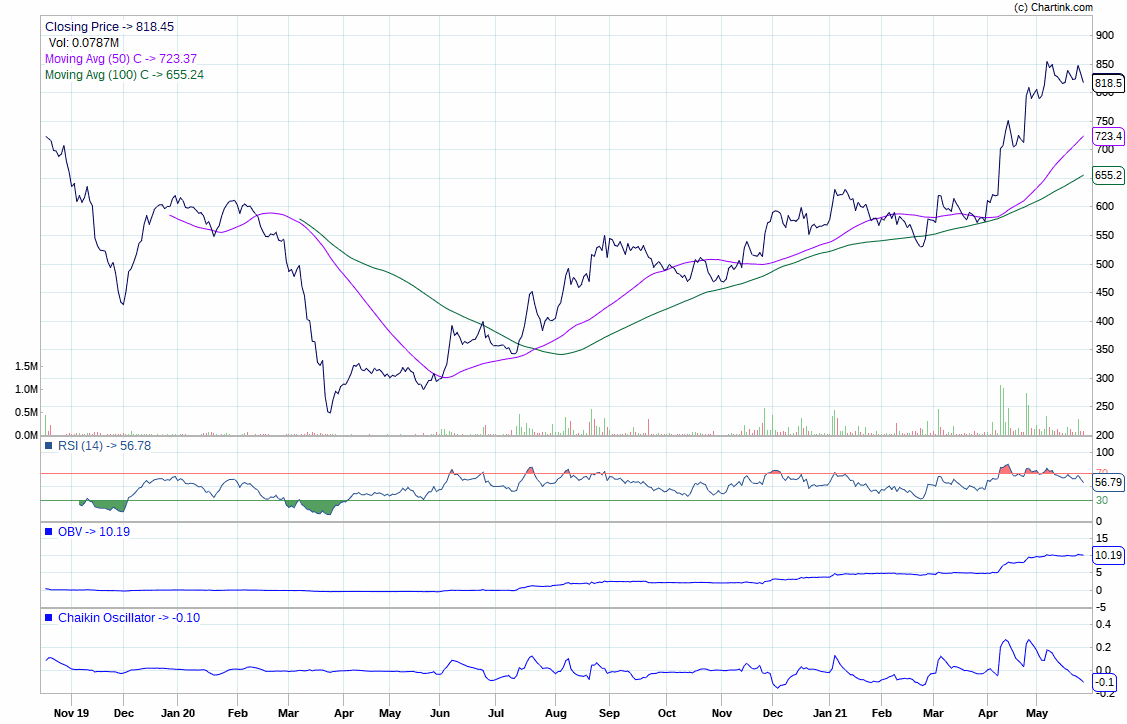 (c) Chartink.com
Closing Price -> 818.45
Vol: 0.0787M
Moving Avg (50) C -> 723.37
Moving Avg (100) C -> 655.24
900
850
818.5
800
750
723.4
700
655.2
600
550
500
450
400
350
300
250
200
1.5M
1.0M
0.5M
0.0M
RSI (14) -> 56.78
100
70
56.79
30
0
OBV -> 10.19
15
10.19
5
0
-5
Chaikin Oscillator -> -0.10
0.4
0.2
0.0
-0.1
-0.2
Nov 19 Dec Jan 20 Feb Mar Apr May Jun Jul Aug Sep Oct Nov Dec Jan 21 Feb Mar Apr May